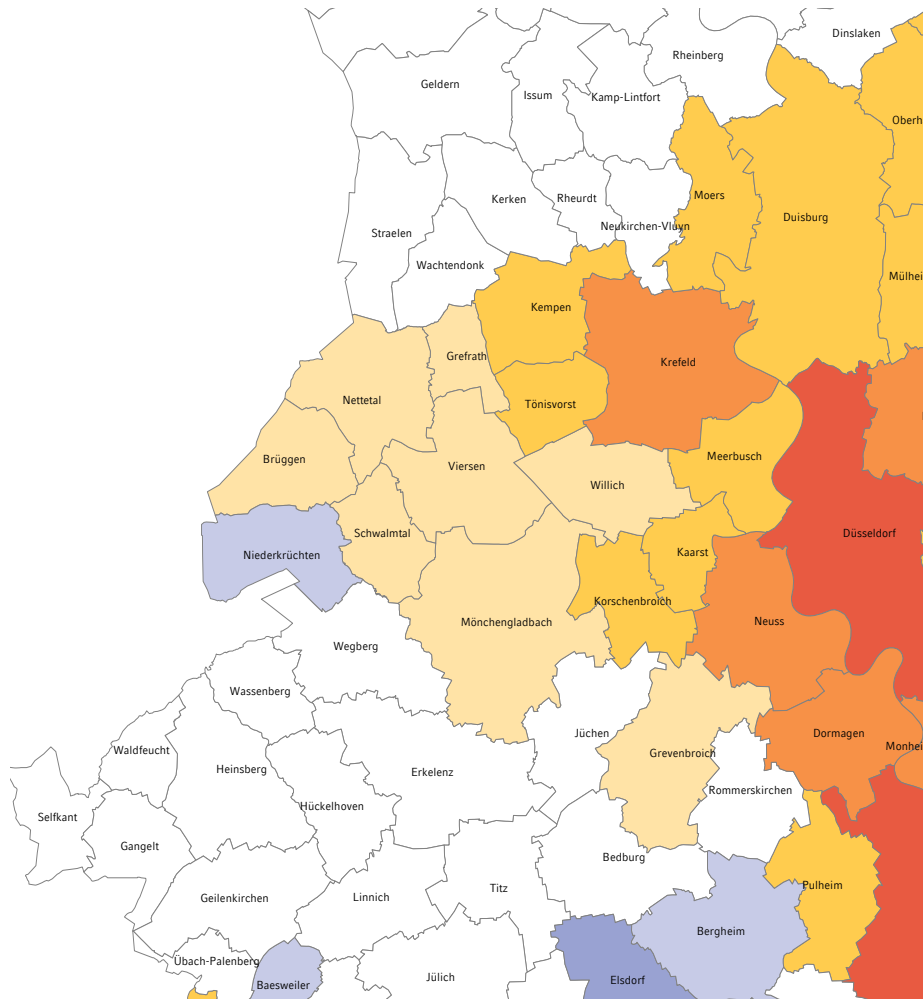 Dinslaken
Rheinberg
Geldern
Issum
Kamp-Lintfort
Oberh
Moers
Kerken
Rheurdt
Duisburg
Neukirchen-Vluyn
Straelen
Wachtendonk
Mülhei
Kempen
Grefrath
Krefeld
Nettetal
Tönisvorst
Brüggen
Viersen
Meerbusch
Willich
Schwalmtal
Düsseldorf
Niederkrüchten
Kaarst
Korschenbroich
Mönchengladbach
Neuss
Wegberg
Wassenberg
Jüchen
Dormagen
Waldfeucht
Grevenbroich
Monhei
Heinsberg
Erkelenz
Rommerskirchen
Hückelhoven
Selfkant
Gangelt
Bedburg
Pulheim
Geilenkirchen
Linnich
Titz
Bergheim
Übach-Palenberg
Jülich
Elsdorf
Baesweiler